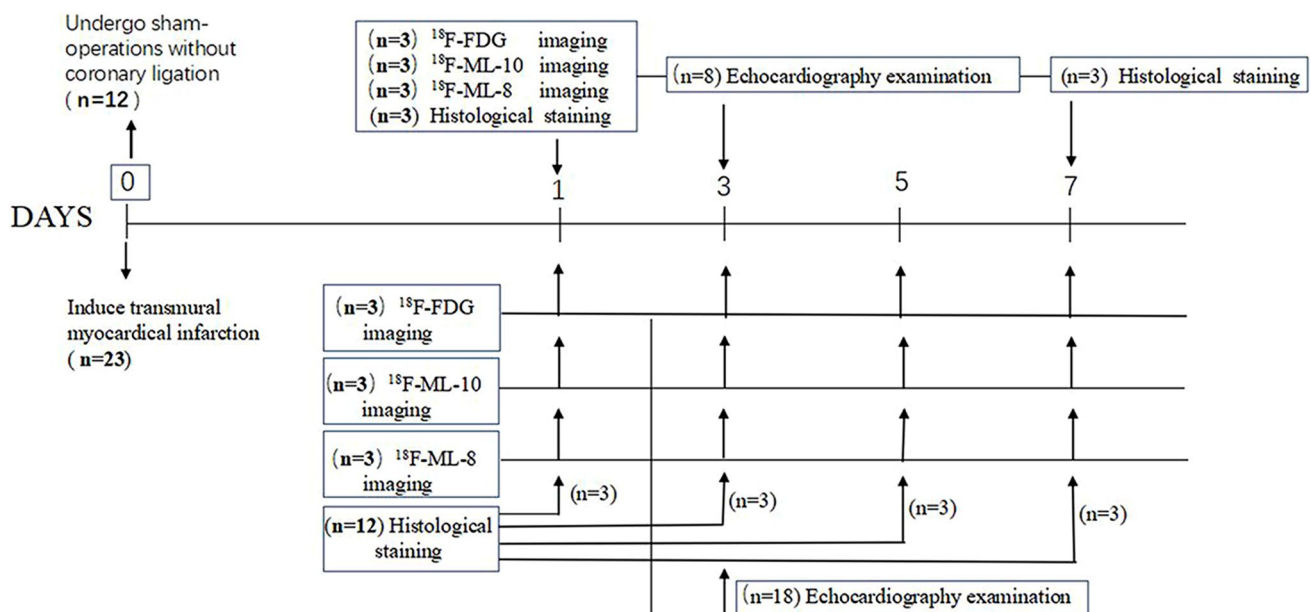 Undergo sham-
operations without
coronary ligation
( n=12 )
(n=3) ¹⁸F-FDG imaging
(n=3) ¹⁸F-ML-10 imaging
(n=3) ¹⁸F-ML-8 imaging
(n=3) Histological staining
(n=8) Echocardiography examination
(n=3) Histological staining
0
1
3
5
7
DAYS
Induce transmural
myocardical infarction
( n=23)
(n=3) ¹⁸F-FDG
imaging
(n=3) ¹⁸F-ML-10
imaging
(n=3) ¹⁸F-ML-8
imaging
(n=12) Histological
staining
(n=3)
(n=3)
(n=3)
(n=3)
(n=18) Echocardiography examination